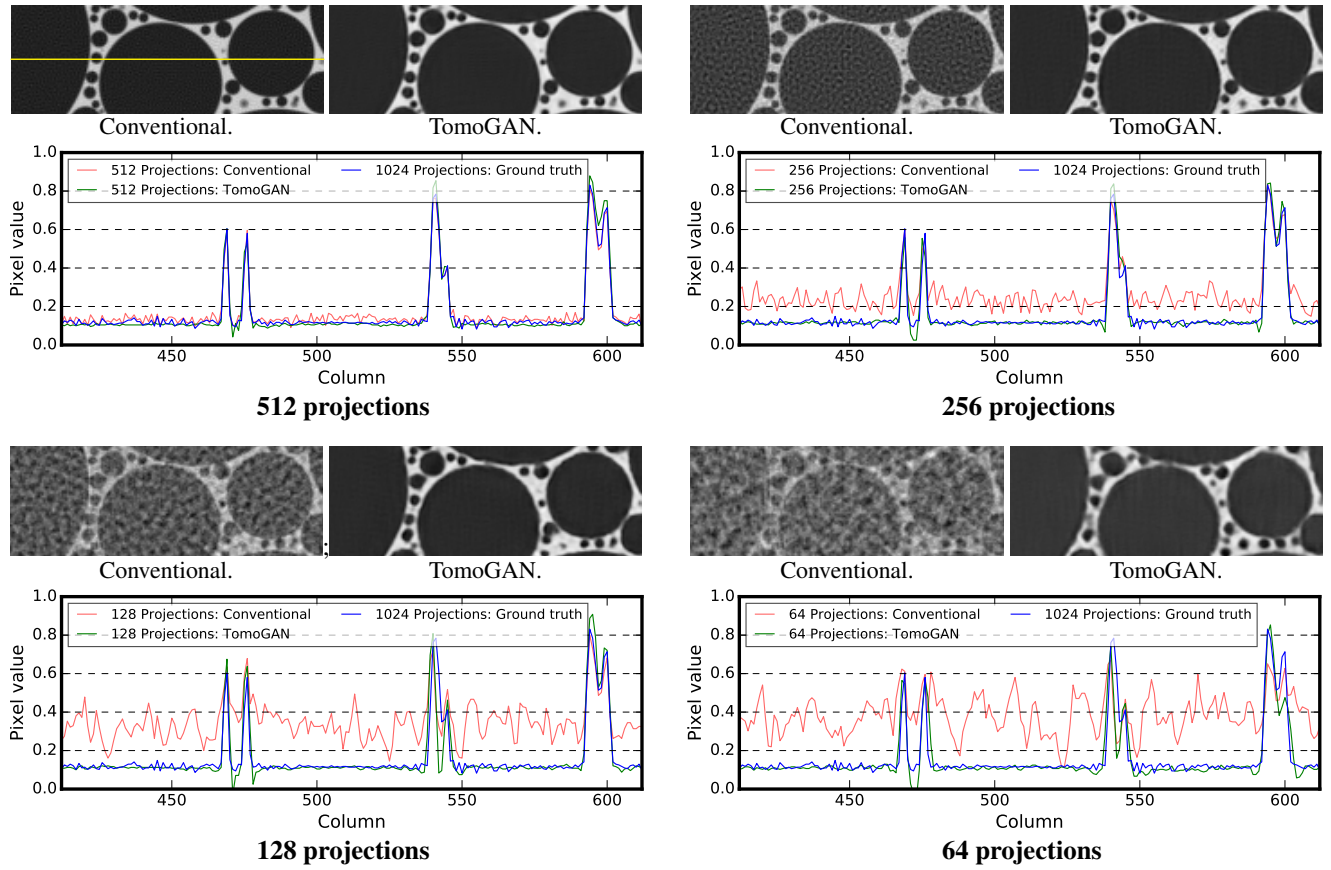 Conventional. TomoGAN.
1.0
512 Projections: Conventional 1024 Projections: Ground truth
512 Projections: TomoGAN
0.8
0.6
0.4
0.2
0.0
Pixel value
450 500 550 600
Column
512 projections
Conventional. TomoGAN.
1.0
256 Projections: Conventional 1024 Projections: Ground truth
256 Projections: TomoGAN
0.8
0.6
0.4
0.2
0.0
Pixel value
450 500 550 600
Column
256 projections
;
Conventional. TomoGAN.
1.0
128 Projections: Conventional 1024 Projections: Ground truth
128 Projections: TomoGAN
0.8
0.6
0.4
0.2
0.0
Pixel value
450 500 550 600
Column
128 projections
Conventional. TomoGAN.
1.0
64 Projections: Conventional 1024 Projections: Ground truth
64 Projections: TomoGAN
0.8
0.6
0.4
0.2
0.0
Pixel value
450 500 550 600
Column
64 projections